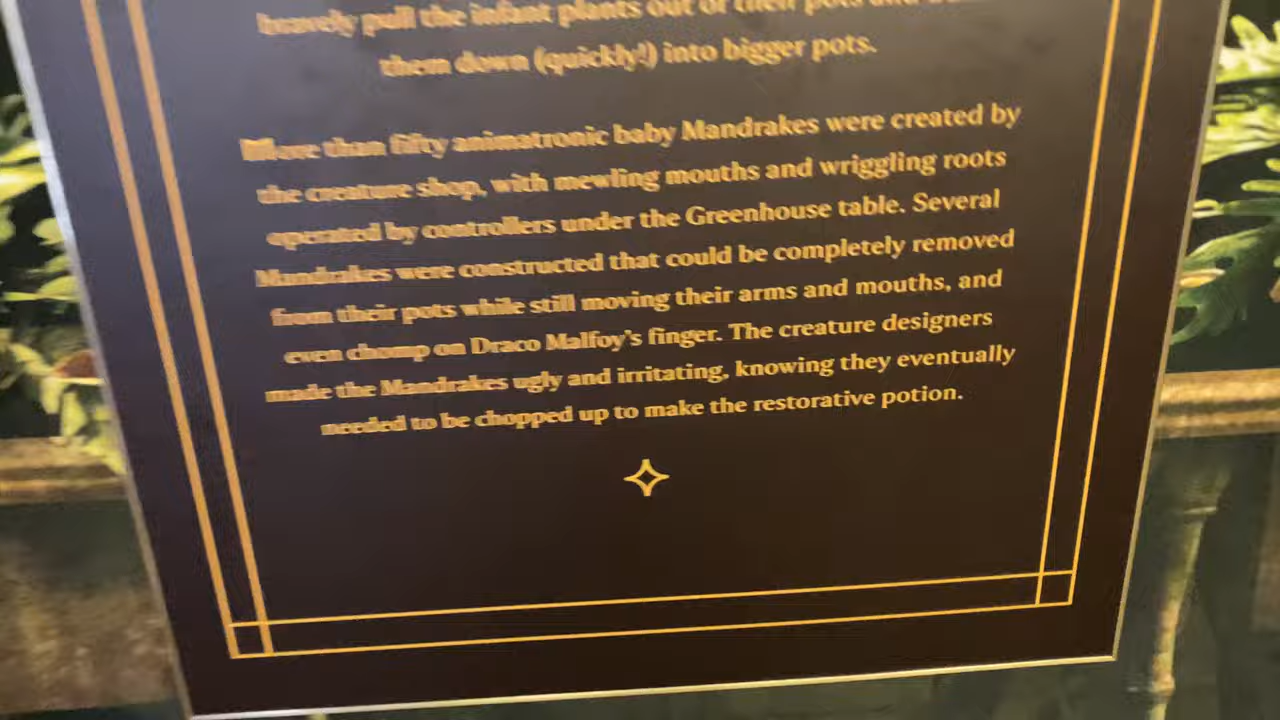 bravely pull the infant plants out of their pots and
them down (quickly!) into bigger pots.
More than fifty animatronic baby Mandrakes were created by
the creature shop, with mewling mouths and wriggling roots
operated by controllers under the Greenhouse table. Several
Mandrakes were constructed that could be completely removed
from their pots while still moving their arms and mouths, and
even chomp on Draco Malfoy's finger. The creature designers
made the Mandrakes ugly and irritating, knowing they eventually
needed to be chopped up to make the restorative potion.